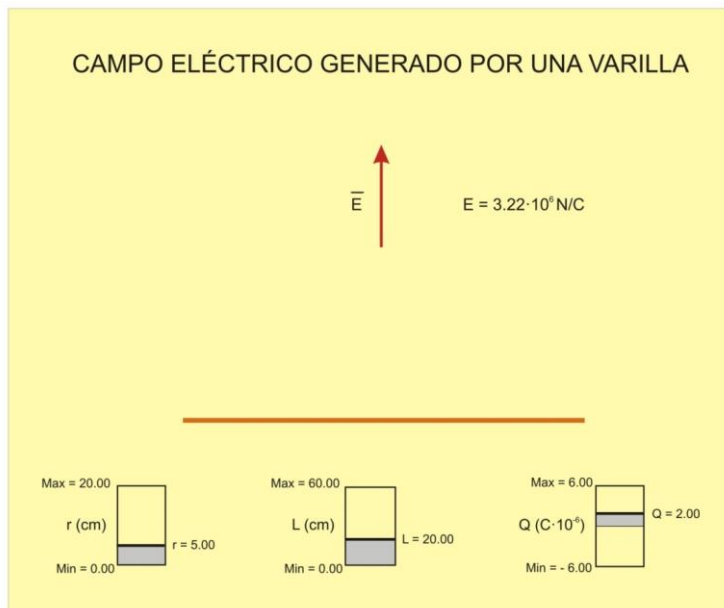 CAMPO ELÉCTRICO GENERADO POR UNA VARILLA
E̅
E = 3.22·10⁶ N/C
Max = 20.00
r (cm)
r = 5.00
Min = 0.00
Max = 60.00
L (cm)
L = 20.00
Min = 0.00
Max = 6.00
Q (C·10⁻⁶)
Q = 2.00
Min = - 6.00